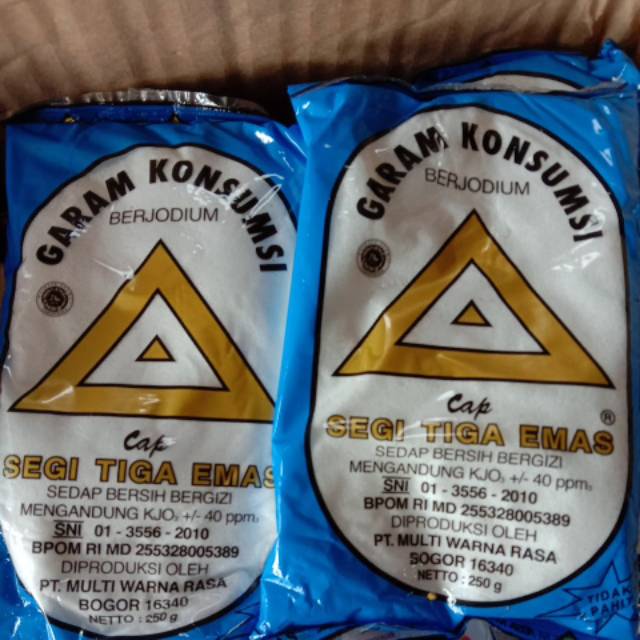 GARAM KONSUMSI
BERJODIUM
Cap
SEGI TIGA EMAS
SEDAP BERSIH BERGIZI
MENGANDUNG KJO₃ +/- 40 ppm.
SNI 01 - 3556 - 2010
BPOM RI MD 255328005389
DIPRODUKSI OLEH
PT. MULTI WARNA RASA
BOGOR 16340
NETTO : 250 g
GARAM KONSUMSI
BERJODIUM
Cap
®
SEGI TIGA EMAS
SEDAP BERSIH BERGIZI
MENGANDUNG KJO₃ +/- 40 ppm.
SNI 01 - 3556 - 2010
BPOM RI MD 255328005389
DIPRODUKSI OLEH
PT. MULTI WARNA RASA
BOGOR 16340
NETTO : 250 g
TIDAK
PAHIT